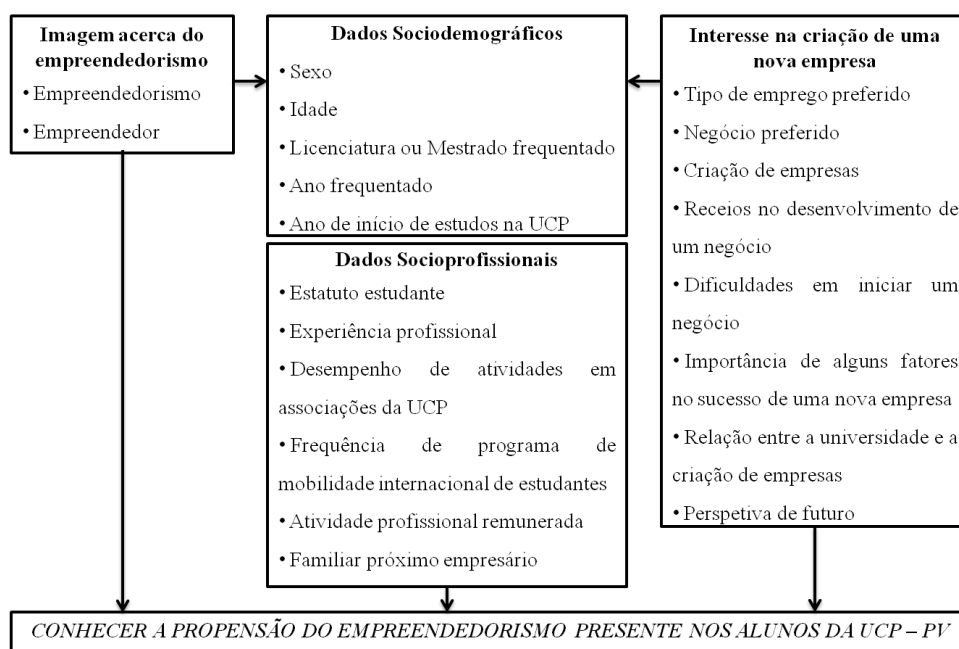 Imagem acerca do
empreendedorismo
• Empreendedorismo
• Empreendedor
Dados Sociodemográficos
• Sexo
• Idade
• Licenciatura ou Mestrado frequentado
• Ano frequentado
• Ano de início de estudos na UCP
Dados Socioprofissionais
• Estatuto estudante
• Experiência profissional
• Desempenho de atividades em
associações da UCP
• Frequência de programa de
mobilidade internacional de estudantes
• Atividade profissional remunerada
• Familiar próximo empresário
Interesse na criação de uma
nova empresa
• Tipo de emprego preferido
• Negócio preferido
• Criação de empresas
• Receios no desenvolvimento de
um negócio
• Dificuldades em iniciar um
negócio
• Importância de alguns fatores
no sucesso de uma nova empresa
• Relação entre a universidade e a
criação de empresas
• Perspetiva de futuro
CONHECER A PROPENSÃO DO EMPREENDEDORISMO PRESENTE NOS ALUNOS DA UCP – PV